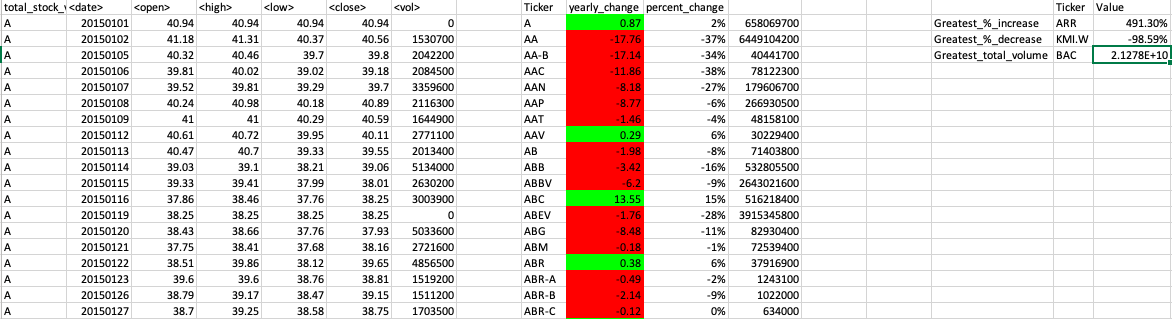 total_stock_v <date> <open> <high> <low> <close> <vol> Ticker yearly_change percent_change Ticker Value
A 20150101 40.94 40.94 40.94 40.94 0 A 0.87 2% 658069700 Greatest_%_increase ARR 491.30%
A 20150102 41.18 41.31 40.37 40.56 1530700 AA -17.76 -37% 6449104200 Greatest_%_decrease KMI.W -98.59%
A 20150105 40.32 40.46 39.7 39.8 2042200 AA-B -17.14 -34% 40441700 Greatest_total_volume BAC 2.1278E+10
A 20150106 39.81 40.02 39.02 39.18 2084500 AAC -11.86 -38% 78122300
A 20150107 39.52 39.81 39.29 39.7 3359600 AAN -8.18 -27% 179606700
A 20150108 40.24 40.98 40.18 40.89 2116300 AAP -8.77 -6% 266930500
A 20150109 41 41 40.29 40.59 1644900 AAT -1.46 -4% 48158100
A 20150112 40.61 40.72 39.95 40.11 2771100 AAV 0.29 6% 30229400
A 20150113 40.47 40.7 39.33 39.55 2013400 AB -1.98 -8% 71403800
A 20150114 39.03 39.1 38.21 39.06 5134000 ABB -3.42 -16% 532805500
A 20150115 39.33 39.41 37.99 38.01 2630200 ABBV -6.2 -9% 2643021600
A 20150116 37.86 38.46 37.76 38.25 3003900 ABC 13.55 15% 516218400
A 20150119 38.25 38.25 38.25 38.25 0 ABEV -1.76 -28% 3915345800
A 20150120 38.43 38.66 37.76 37.93 5033600 ABG -8.48 -11% 82930400
A 20150121 37.75 38.41 37.68 38.16 2721600 ABM -0.18 -1% 72539400
A 20150122 38.51 39.86 38.12 39.65 4856500 ABR 0.38 6% 37916900
A 20150123 39.6 39.6 38.76 38.81 1519200 ABR-A -0.49 -2% 1243100
A 20150126 38.79 39.17 38.47 39.15 1511200 ABR-B -2.14 -9% 1022000
A 20150127 38.7 39.25 38.58 38.75 1703500 ABR-C -0.12 0% 634000